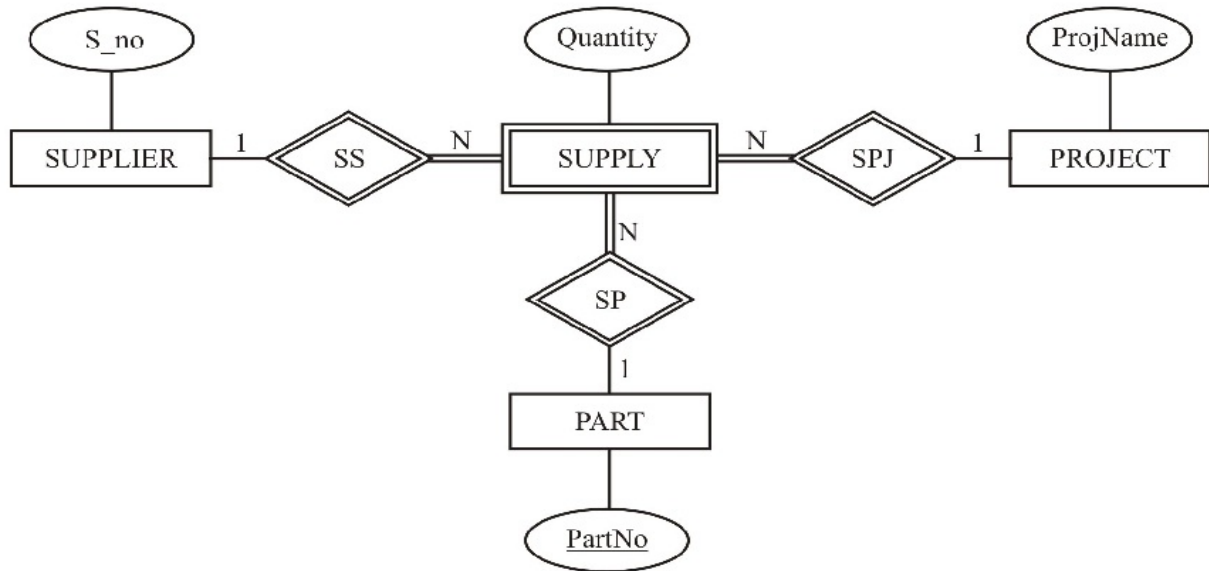 S_no
Quantity
ProjName
SUPPLIER
1
SS
N
SUPPLY
N
SPJ
1
PROJECT
N
SP
1
PART
PartNo